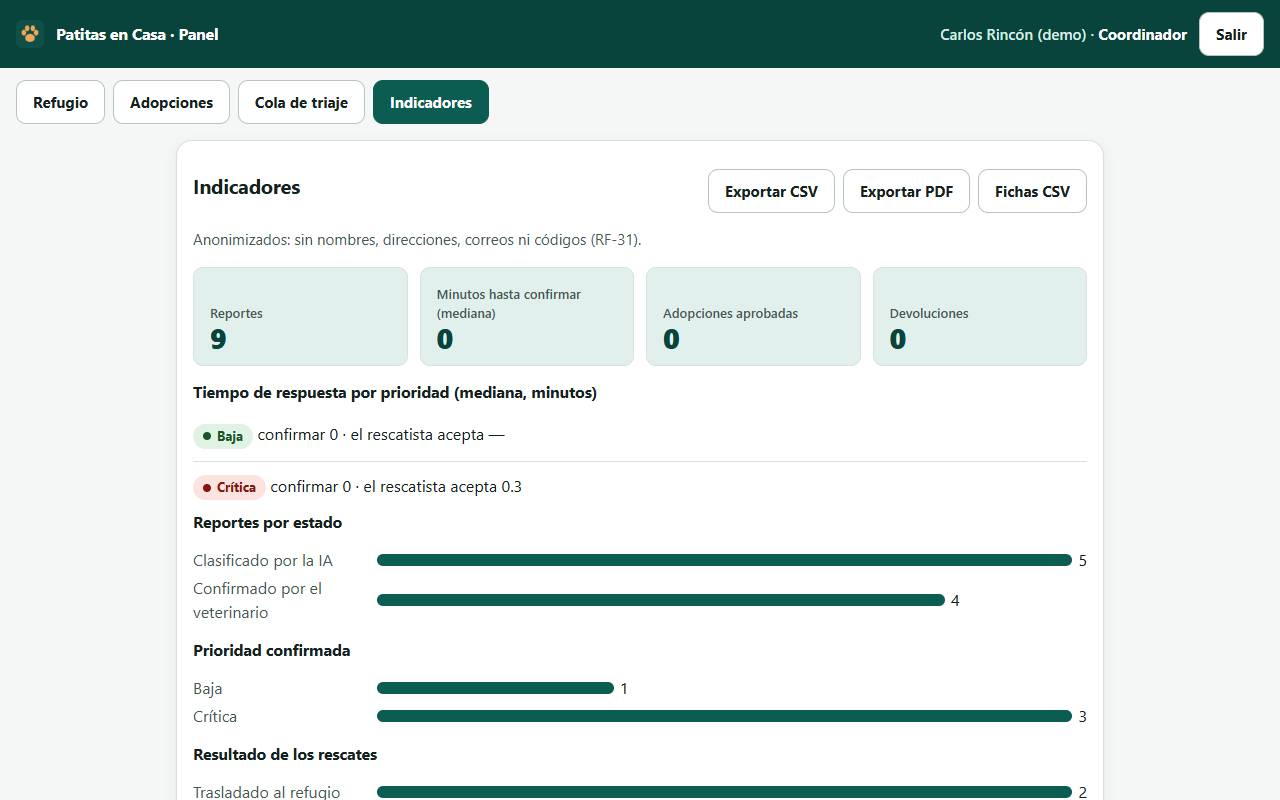 Patitas en Casa · Panel
Carlos Rincón (demo) · Coordinador
Salir
Refugio
Adopciones
Cola de triaje
Indicadores
Indicadores
Exportar CSV
Exportar PDF
Fichas CSV
Anonimizados: sin nombres, direcciones, correos ni códigos (RF-31).
Reportes
9
Minutos hasta confirmar
(mediana)
0
Adopciones aprobadas
0
Devoluciones
0
Tiempo de respuesta por prioridad (mediana, minutos)
Baja confirmar 0 · el rescatista acepta —
Crítica confirmar 0 · el rescatista acepta 0.3
Reportes por estado
Clasificado por la IA 5
Confirmado por el
veterinario 4
Prioridad confirmada
Baja 1
Crítica 3
Resultado de los rescates
Trasladado al refugio 2